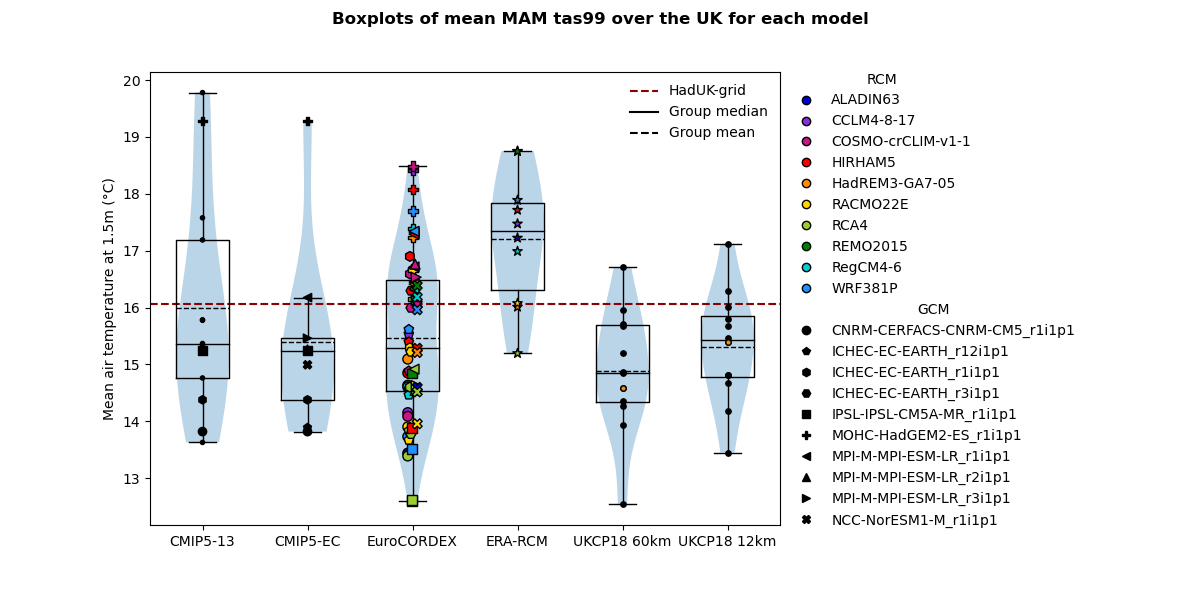 Boxplots of mean MAM tas99 over the UK for each model
Mean air temperature at 1.5m (°C)
20
19
18
17
16
15
14
13
CMIP5-13
CMIP5-EC
EuroCORDEX
ERA-RCM
UKCP18 60km
UKCP18 12km
HadUK-grid
Group median
Group mean
RCM
ALADIN63
CCLM4-8-17
COSMO-crCLIM-v1-1
HIRHAM5
HadREM3-GA7-05
RACMO22E
RCA4
REMO2015
RegCM4-6
WRF381P
GCM
CNRM-CERFACS-CNRM-CM5_r1i1p1
ICHEC-EC-EARTH_r12i1p1
ICHEC-EC-EARTH_r1i1p1
ICHEC-EC-EARTH_r3i1p1
IPSL-IPSL-CM5A-MR_r1i1p1
MOHC-HadGEM2-ES_r1i1p1
MPI-M-MPI-ESM-LR_r1i1p1
MPI-M-MPI-ESM-LR_r2i1p1
MPI-M-MPI-ESM-LR_r3i1p1
NCC-NorESM1-M_r1i1p1